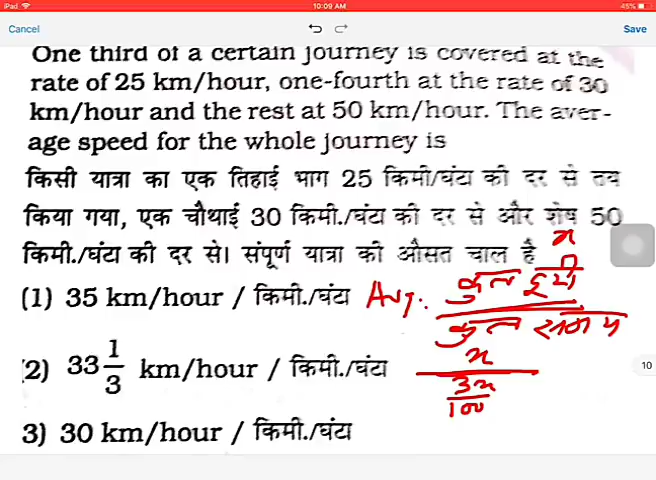 iPad 10:09 AM 45%
Cancel Save
One third of a certain journey is covered at the
rate of 25 km/hour, one-fourth at the rate of 30
km/hour and the rest at 50 km/hour. The aver-
age speed for the whole journey is
किसी यात्रा का एक तिहाई भाग 25 किमी/घंटा की दर से तय
किया गया, एक चौथाई 30 किमी./घंटा की दर से और शेष 50
किमी./घंटा की दर से। संपूर्ण यात्रा की औसत चाल है
x
(1) 35 km/hour / किमी./घंटा
Avg. कुल दूरी
कुल समय
x
3x
100
(2) 33 1/3 km/hour / किमी./घंटा
10
3) 30 km/hour / किमी./घंटा